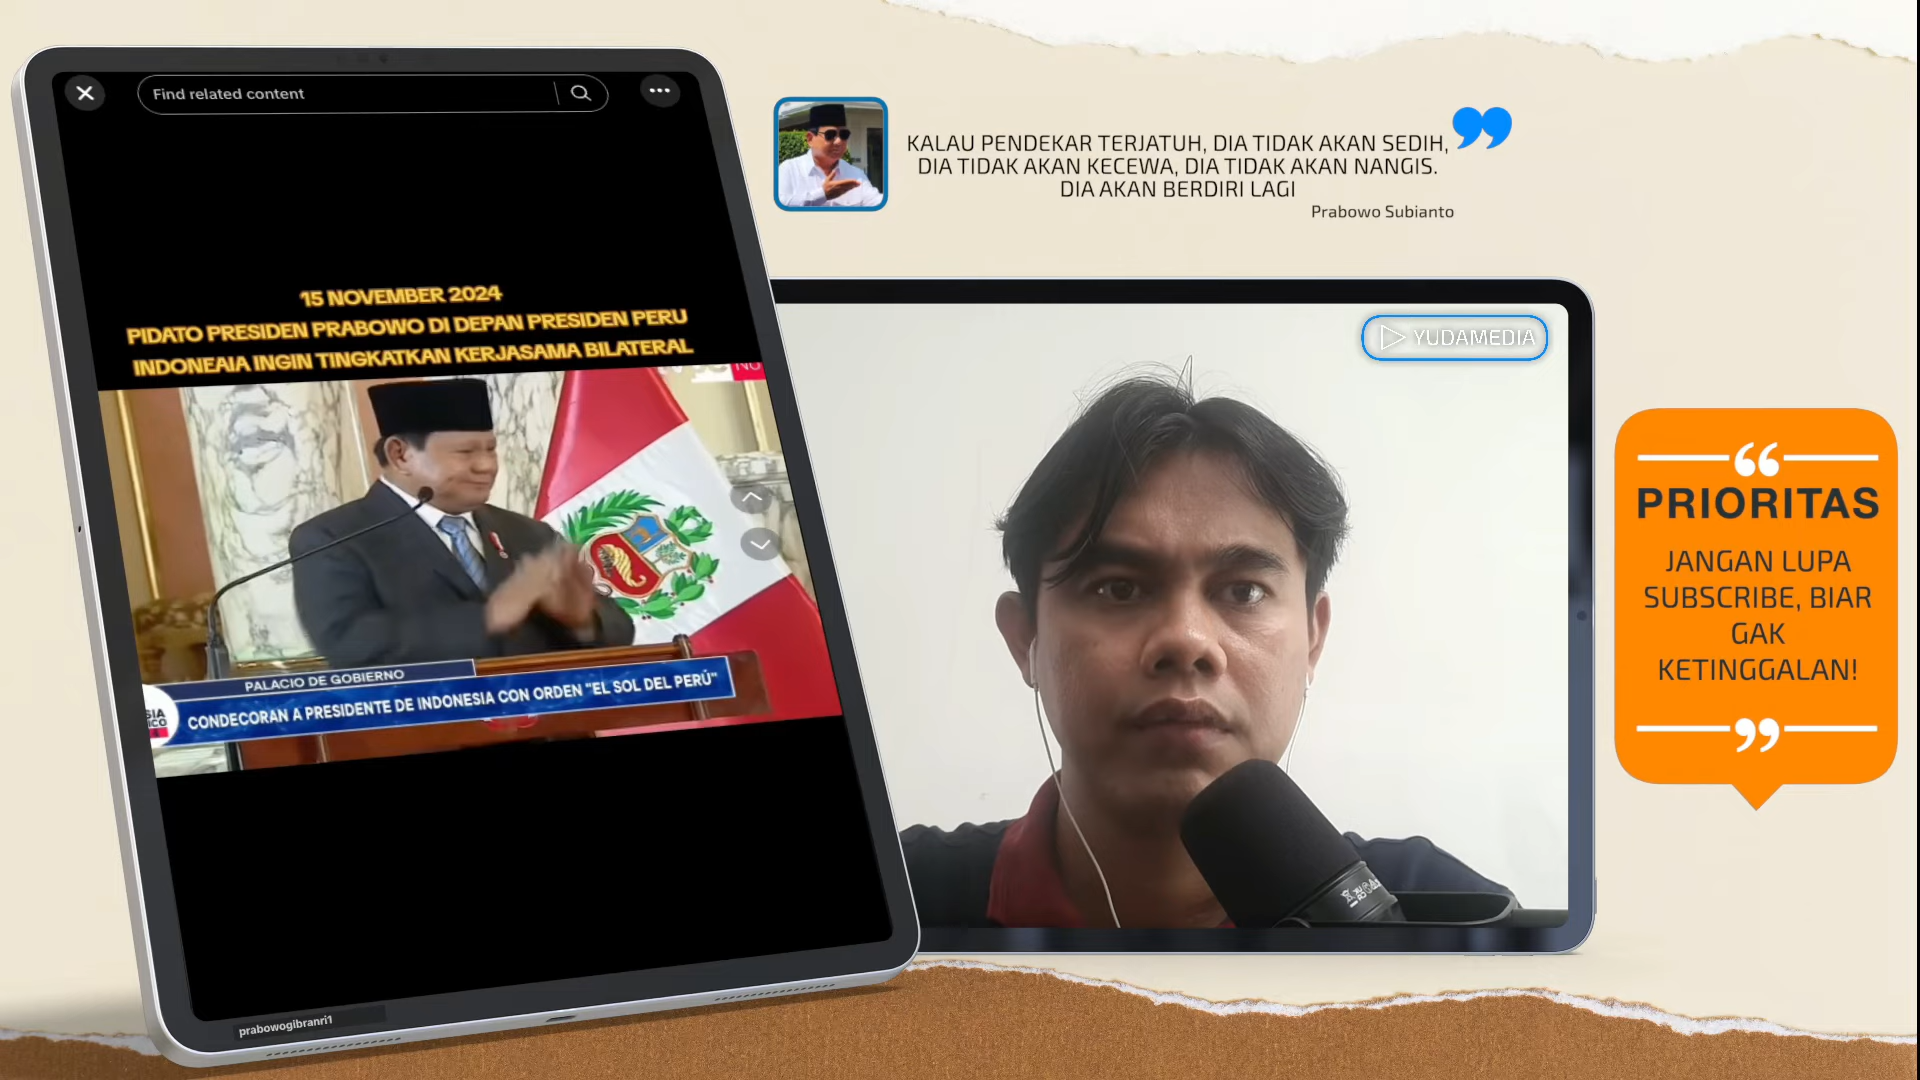 Find related content
15 NOVEMBER 2024
PIDATO PRESIDEN PRABOWO DI DEPAN PRESIDEN PERU
INDONEAIA INGIN TINGKATKAN KERJASAMA BILATERAL
NO
PALACIO DE GOBIERNO
CONDECORAN A PRESIDENTE DE INDONESIA CON ORDEN "EL SOL DEL PERÚ"
prabowogibranri1
KALAU PENDEKAR TERJATUH, DIA TIDAK AKAN SEDIH,
DIA TIDAK AKAN KECEWA, DIA TIDAK AKAN NANGIS.
DIA AKAN BERDIRI LAGI
Prabowo Subianto
YUDAMEDIA
PRIORITAS
JANGAN LUPA
SUBSCRIBE, BIAR
GAK
KETINGGALAN!